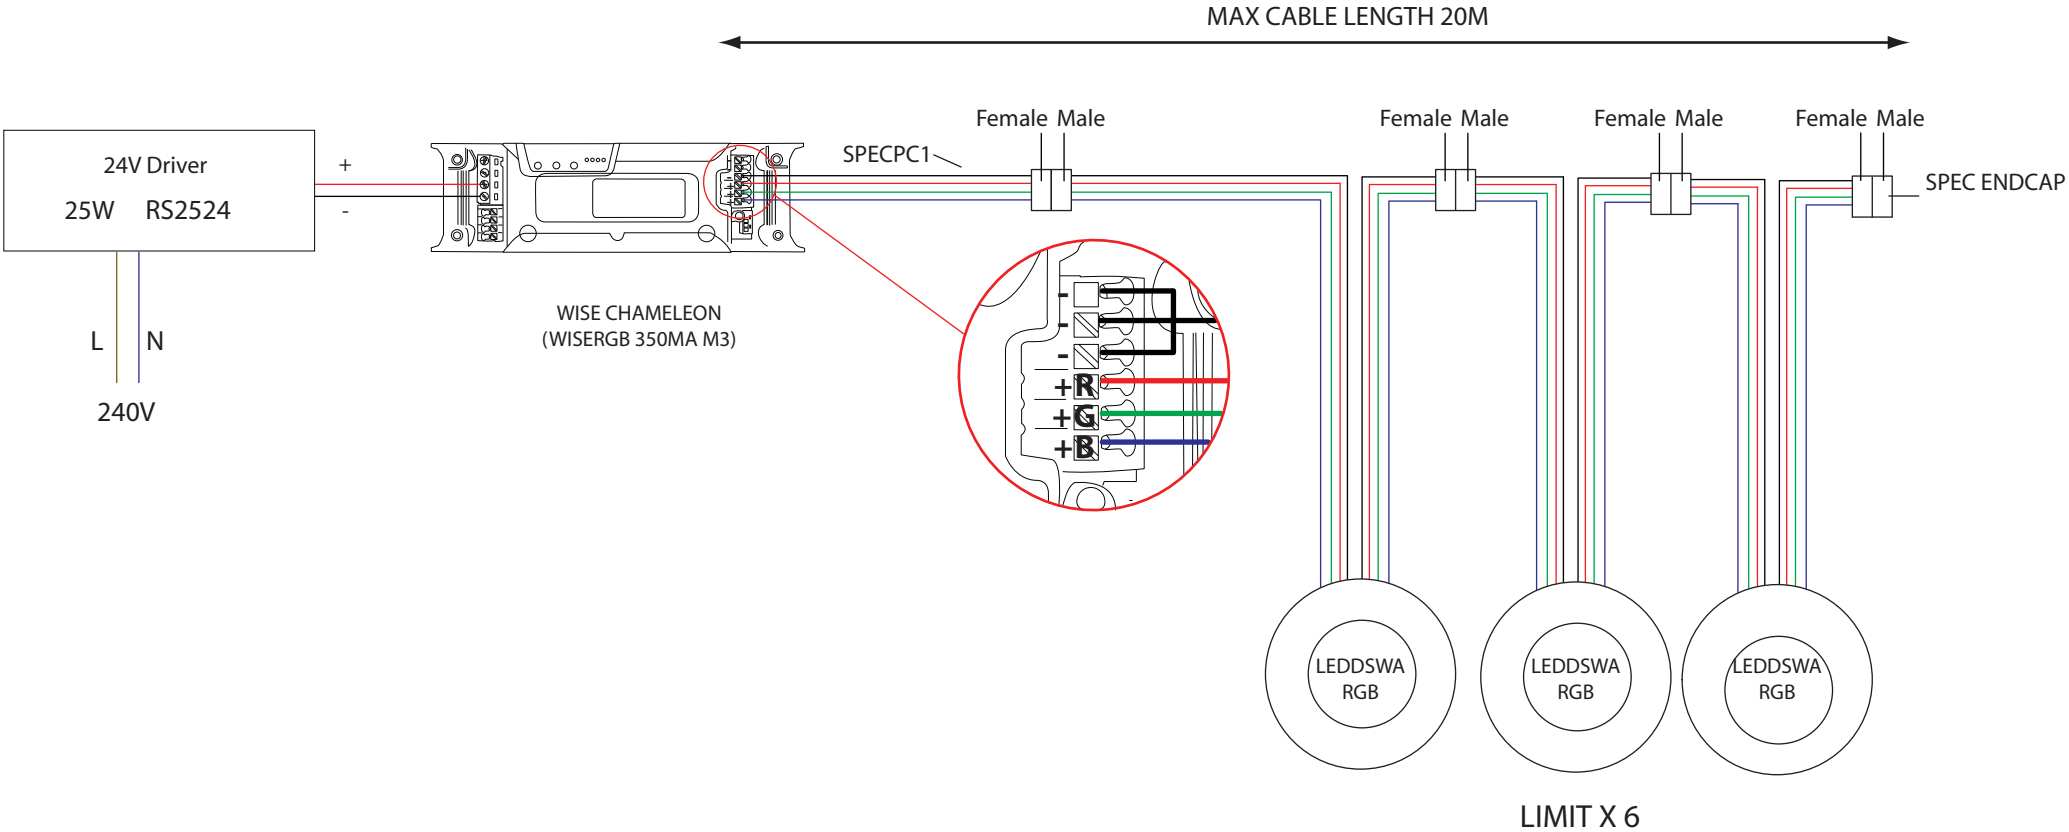 MAX CABLE LENGTH 20M
Female Male
Female Male
Female Male
Female Male
24V Driver
25W RS2524
+
-
SPECPC1
SPEC ENDCAP
WISE CHAMELEON
(WISERGB 350MA M3)
L N
240V
-
-
-
+R
+G
+B
LEDDSWA
RGB
LEDDSWA
RGB
LEDDSWA
RGB
LIMIT X 6